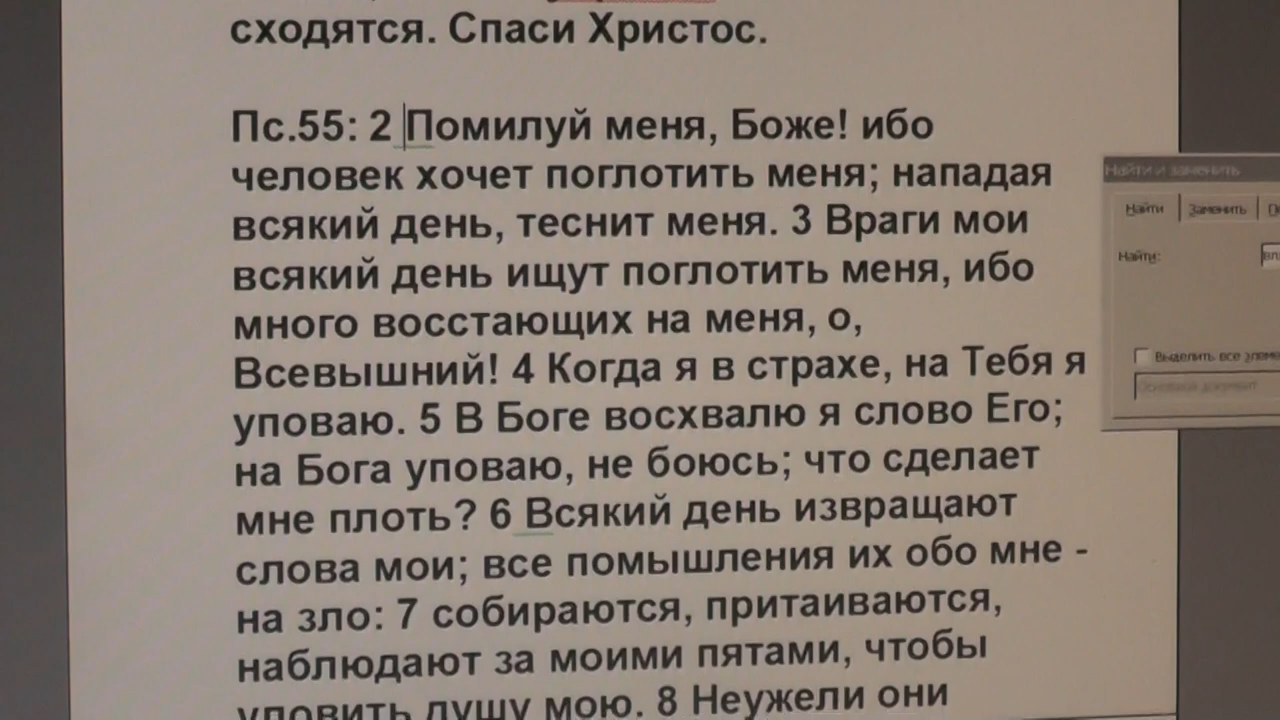 сходятся. Спаси Христос.
Пс.55: 2 Помилуй меня, Боже! ибо
человек хочет поглотить меня; нападая
всякий день, теснит меня. 3 Враги мои
всякий день ищут поглотить меня, ибо
много восстающих на меня, о,
Всевышний! 4 Когда я в страхе, на Тебя я
уповаю. 5 В Боге восхвалю я слово Его;
на Бога уповаю, не боюсь; что сделает
мне плоть? 6 Всякий день извращают
слова мои; все помышления их обо мне -
на зло: 7 собираются, притаиваются,
наблюдают за моими пятами, чтобы
уловить душу мою. 8 Неужели они
Найти и заменить
Найти Заменить
Найти:
Выделить все
Основной документ